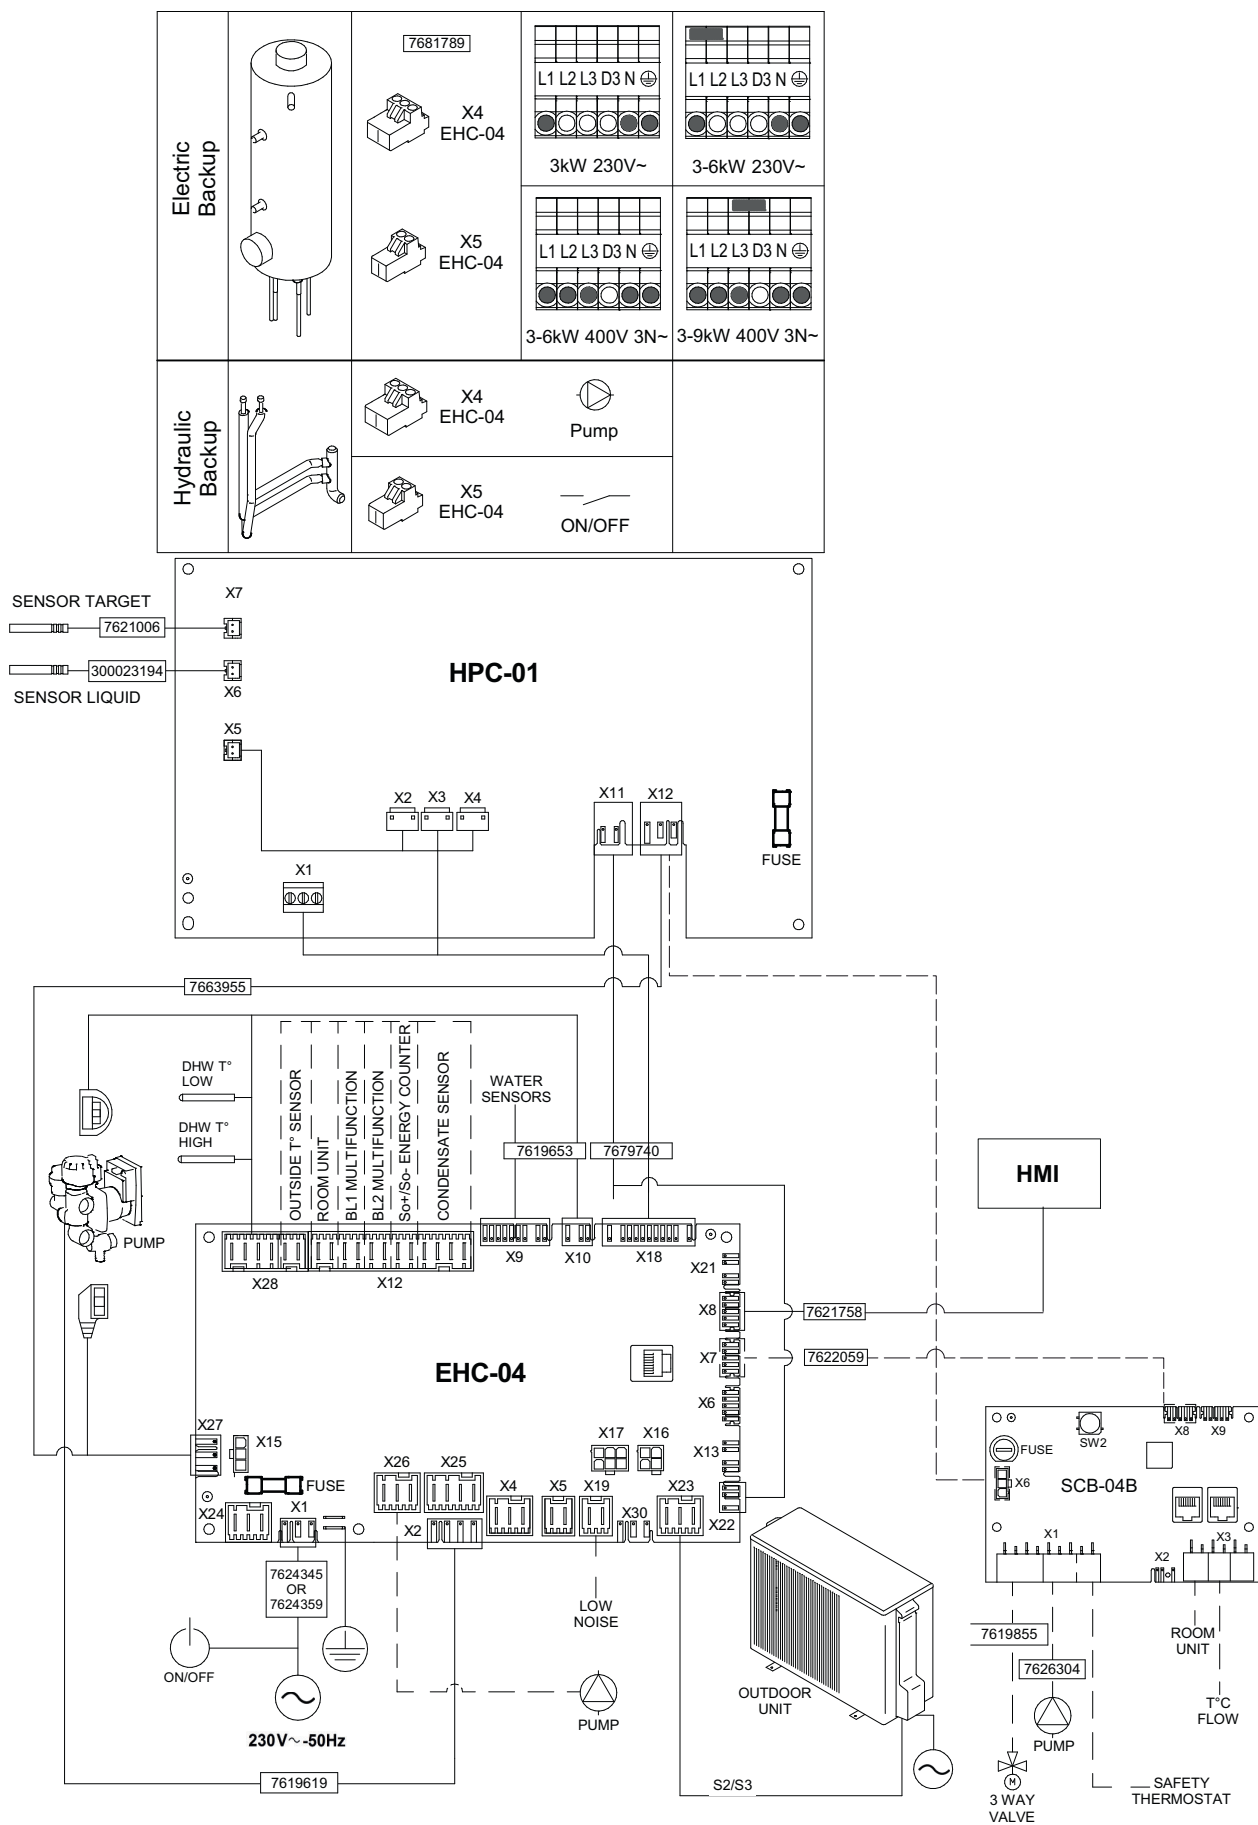 Electric
Backup
7681789
X4
EHC-04
X5
EHC-04
L1 L2 L3 D3 N
3kW 230V~
L1 L2 L3 D3 N
3-6kW 230V~
L1 L2 L3 D3 N
3-6kW 400V 3N~
L1 L2 L3 D3 N
3-9kW 400V 3N~
Hydraulic
Backup
X4
EHC-04
Pump
X5
EHC-04
ON/OFF
SENSOR TARGET
7621006
X7
300023194
SENSOR LIQUID
X6
HPC-01
X5
X2
X3
X4
X11
X12
FUSE
X1
7663955
DHW T°
LOW
DHW T°
HIGH
OUTSIDE T° SENSOR
ROOM UNIT
BL1 MULTIFUNCTION
BL2 MULTIFUNCTION
So+/So- ENERGY COUNTER
CONDENSATE SENSOR
WATER
SENSORS
7619653
7679740
HMI
PUMP
X28
X12
X9
X10
X18
X21
X8
7621758
X7
7622059
EHC-04
X6
X27
X15
X17
X16
X13
FUSE
X26
X25
X4
X5
X19
X23
X24
X1
X2
X30
X22
X8
X9
SW2
FUSE
X6
SCB-04B
X1
X3
X2
7624345
OR
7624359
ON/OFF
230V~-50Hz
LOW
NOISE
PUMP
OUTDOOR
UNIT
7619619
S2/S3
7619855
7626304
PUMP
ROOM
UNIT
T°C
FLOW
M
3 WAY
VALVE
SAFETY
THERMOSTAT